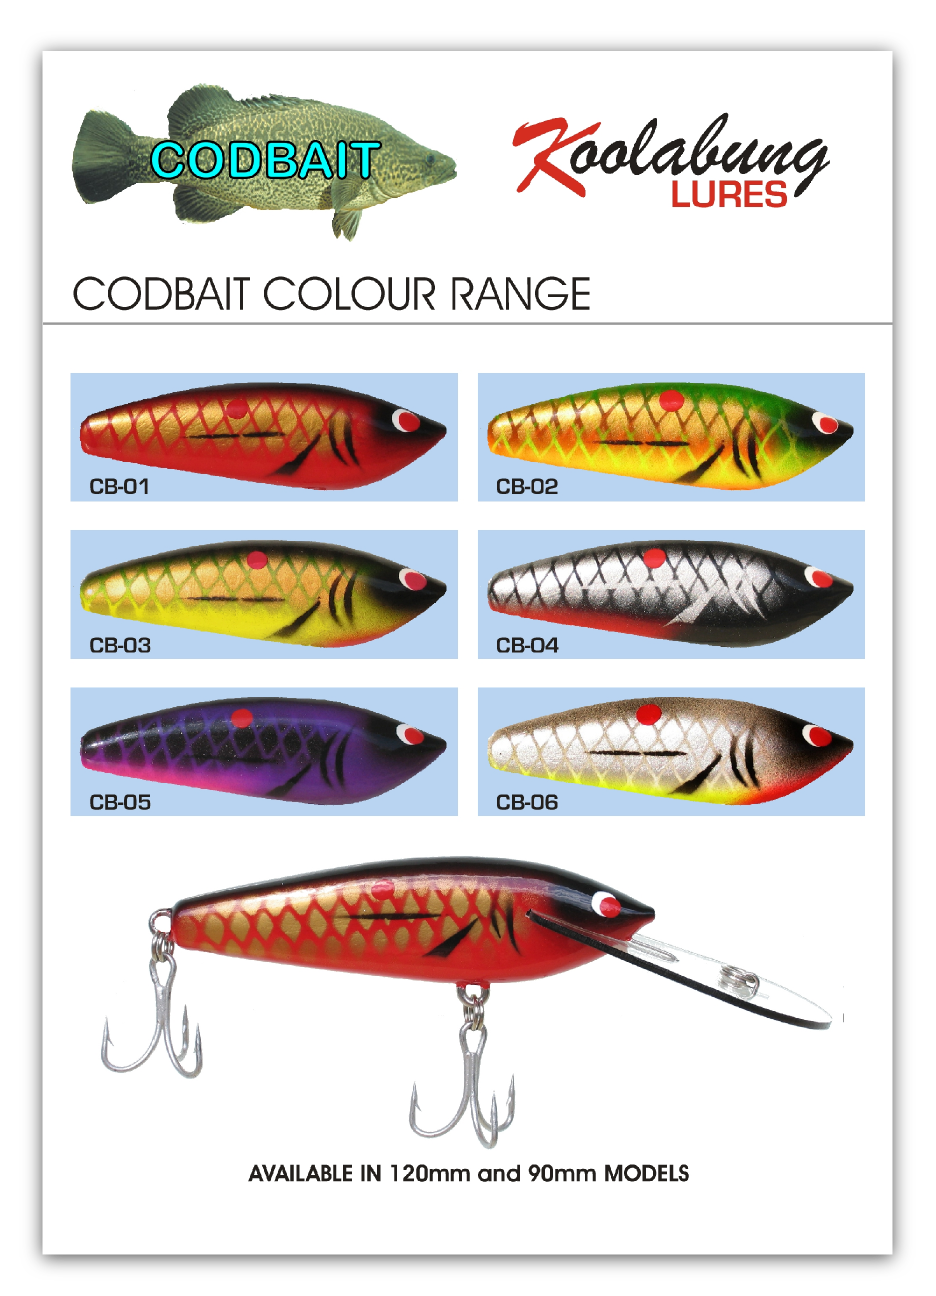 CODBAIT
Koolabung
LURES
CODBAIT COLOUR RANGE
CB-01
CB-02
CB-03
CB-04
CB-05
CB-06
AVAILABLE IN 120mm and 90mm MODELS